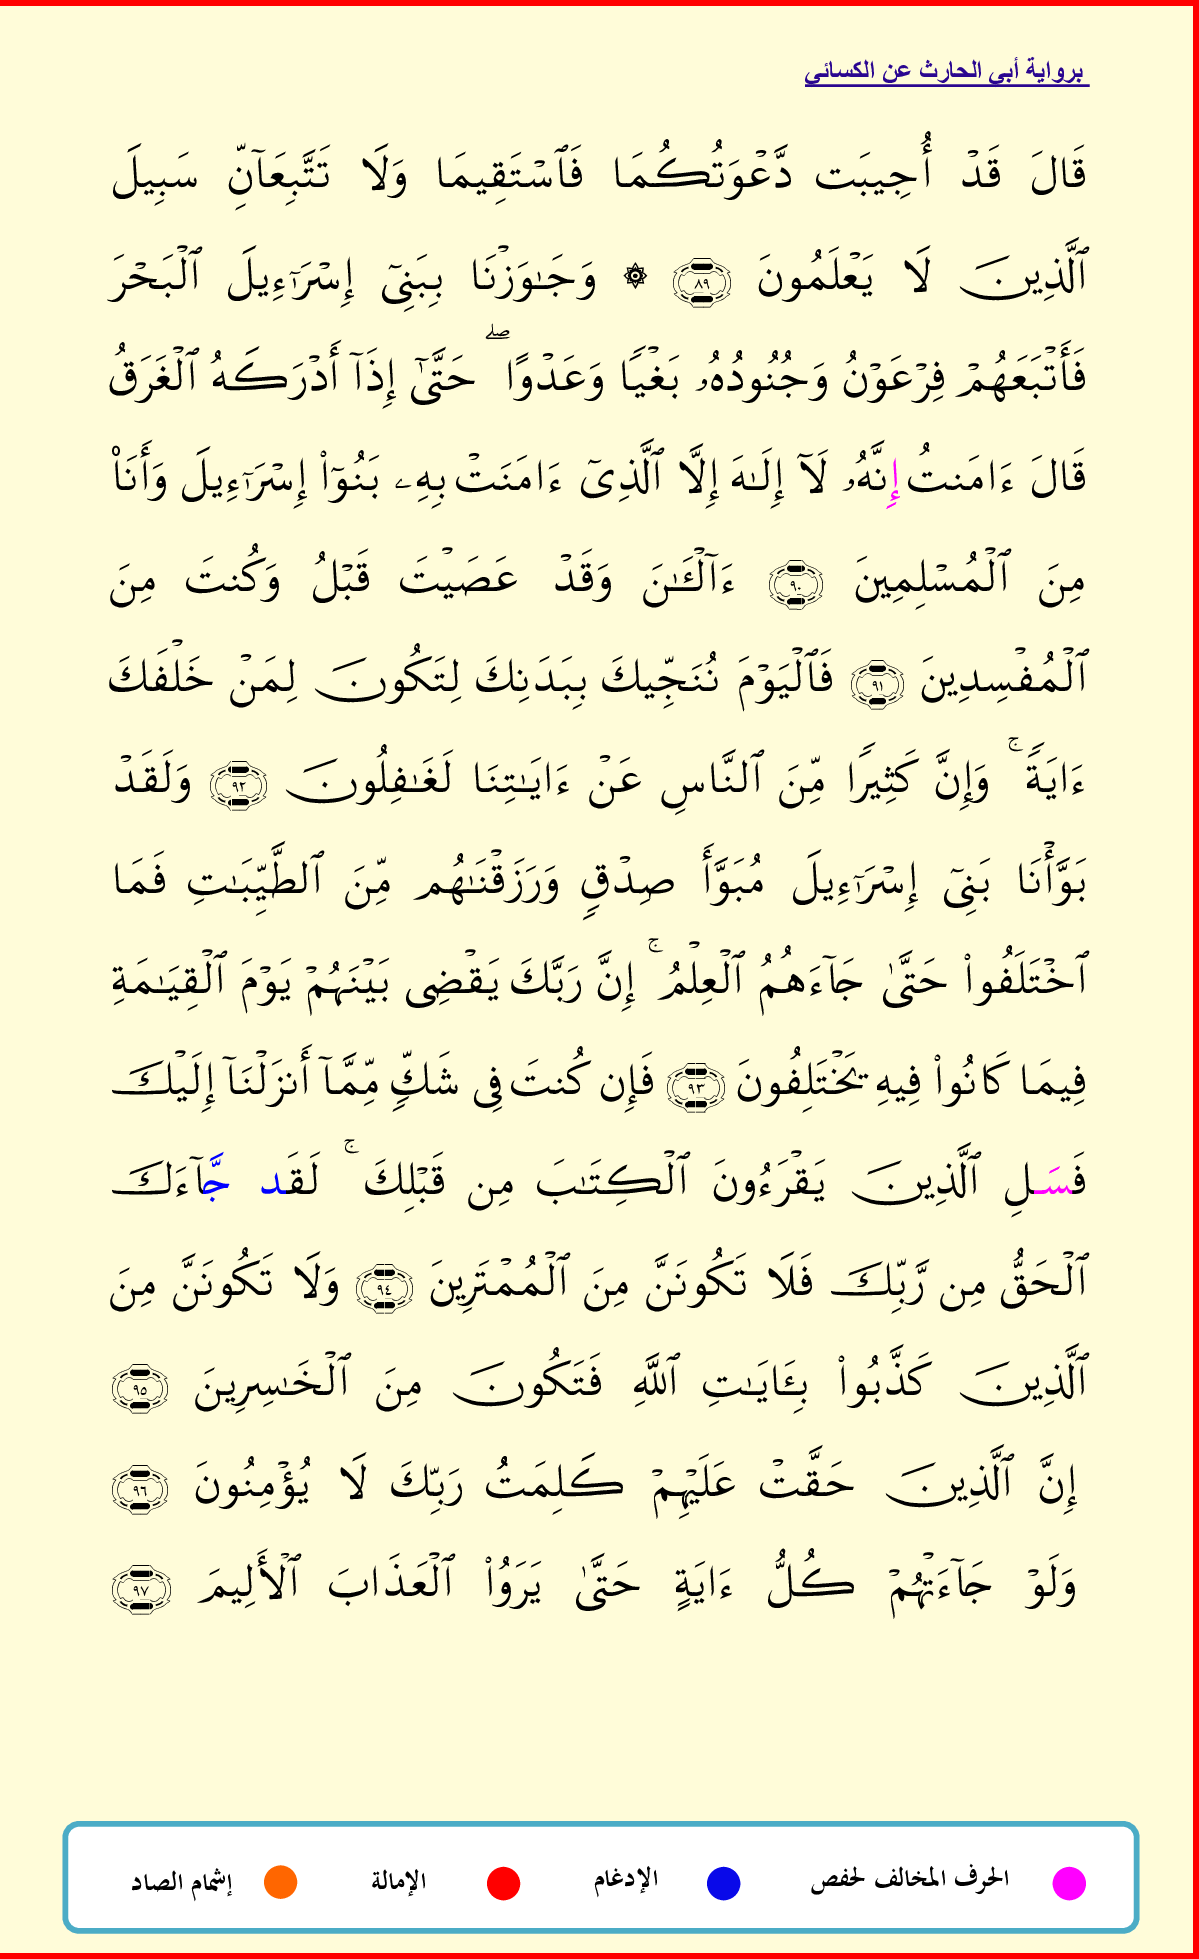 برواية أبي الحارث عن الكسائي
قَالَ قَدۡ أُجِيبَت دَّعۡوَتُكُمَا فَٱسۡتَقِيمَا وَلَا تَتَّبِعَآنِّ سَبِيلَ
ٱلَّذِينَ لَا يَعۡلَمُونَ ٨٩ ۞ وَجَٰوَزۡنَا بِبَنِيٓ إِسۡرَٰٓءِيلَ ٱلۡبَحۡرَ
فَأَتۡبَعَهُمۡ فِرۡعَوۡنُ وَجُنُودُهُۥ بَغۡيٗا وَعَدۡوًاۖ حَتَّىٰٓ إِذَآ أَدۡرَكَهُ ٱلۡغَرَقُ
قَالَ ءَامَنتُ إِنَّهُۥ لَآ إِلَٰهَ إِلَّا ٱلَّذِيٓ ءَامَنَتۡ بِهِۦ بَنُوٓاْ إِسۡرَٰٓءِيلَ وَأَنَا۠
مِنَ ٱلۡمُسۡلِمِينَ ٩٠ ءَآلۡـَٰٔنَ وَقَدۡ عَصَيۡتَ قَبۡلُ وَكُنتَ مِنَ
ٱلۡمُفۡسِدِينَ ٩١ فَٱلۡيَوۡمَ نُنَجِّيكَ بِبَدَنِكَ لِتَكُونَ لِمَنۡ خَلۡفَكَ
ءَايَةٗۚ وَإِنَّ كَثِيرٗا مِّنَ ٱلنَّاسِ عَنۡ ءَايَٰتِنَا لَغَٰفِلُونَ ٩٢ وَلَقَدۡ
بَوَّأۡنَا بَنِيٓ إِسۡرَٰٓءِيلَ مُبَوَّأَ صِدۡقٖ وَرَزَقۡنَٰهُم مِّنَ ٱلطَّيِّبَٰتِ فَمَا
ٱخۡتَلَفُواْ حَتَّىٰ جَآءَهُمُ ٱلۡعِلۡمُۚ إِنَّ رَبَّكَ يَقۡضِي بَيۡنَهُمۡ يَوۡمَ ٱلۡقِيَٰمَةِ
فِيمَا كَانُواْ فِيهِ يَخۡتَلِفُونَ ٩٣ فَإِن كُنتَ فِي شَكّٖ مِّمَّآ أَنزَلۡنَآ إِلَيۡكَ
فَسَلِ ٱلَّذِينَ يَقۡرَءُونَ ٱلۡكِتَٰبَ مِن قَبۡلِكَۚ لَقَد جَّآءَكَ
ٱلۡحَقُّ مِن رَّبِّكَ فَلَا تَكُونَنَّ مِنَ ٱلۡمُمۡتَرِينَ ٩٤ وَلَا تَكُونَنَّ مِنَ
ٱلَّذِينَ كَذَّبُواْ بِـَٔايَٰتِ ٱللَّهِ فَتَكُونَ مِنَ ٱلۡخَٰسِرِينَ ٩٥
إِنَّ ٱلَّذِينَ حَقَّتۡ عَلَيۡهِمۡ كَلِمَتُ رَبِّكَ لَا يُؤۡمِنُونَ ٩٦
وَلَوۡ جَآءَتۡهُمۡ كُلُّ ءَايَةٍ حَتَّىٰ يَرَوُاْ ٱلۡعَذَابَ ٱلۡأَلِيمَ ٩٧
الحرف المخالف لحفص الإدغام الإمالة إشمام الصاد